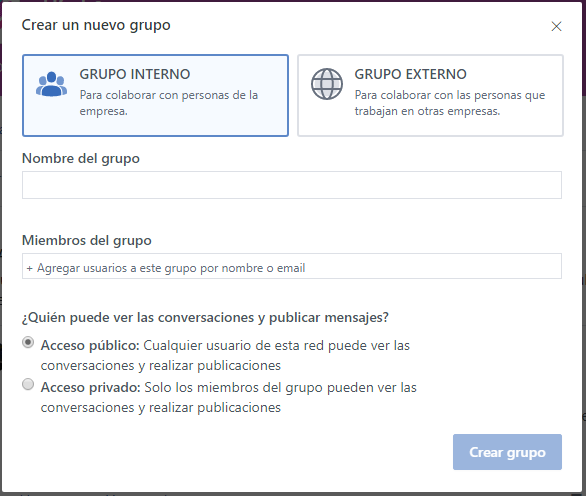 Crear un nuevo grupo
GRUPO INTERNO
Para colaborar con personas de la
empresa.
GRUPO EXTERNO
Para colaborar con las personas que
trabajan en otras empresas.
Nombre del grupo
Miembros del grupo
+ Agregar usuarios a este grupo por nombre o email
¿Quién puede ver las conversaciones y publicar mensajes?
Acceso público: Cualquier usuario de esta red puede ver las
conversaciones y realizar publicaciones
Acceso privado: Solo los miembros del grupo pueden ver las
conversaciones y realizar publicaciones
Crear grupo